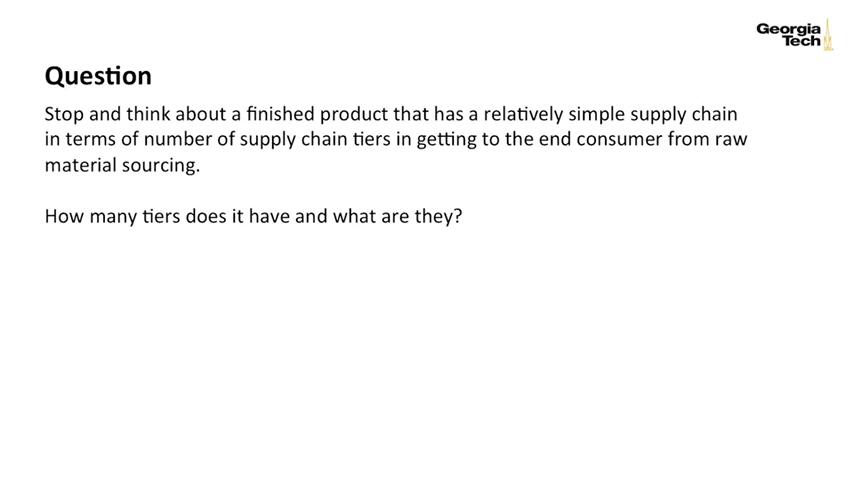 Georgia
Tech
Question
Stop and think about a finished product that has a relatively simple supply chain
in terms of number of supply chain tiers in getting to the end consumer from raw
material sourcing.
How many tiers does it have and what are they?